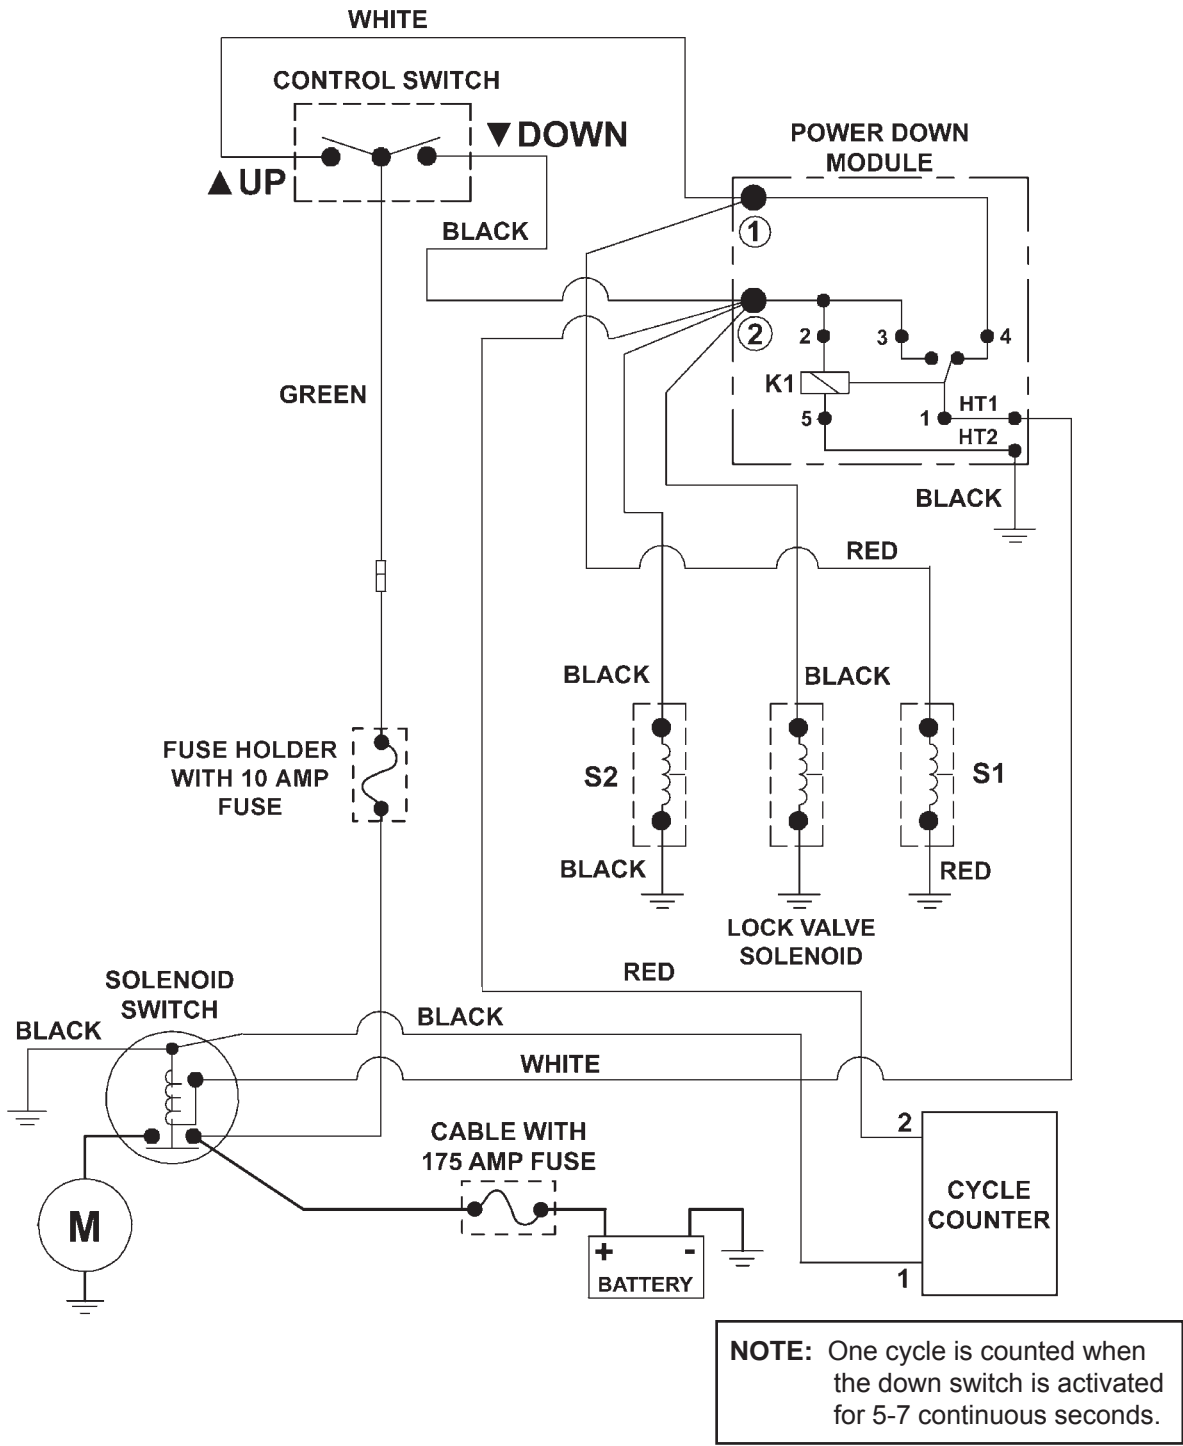 WHITE
CONTROL SWITCH
▼DOWN
▲UP
POWER DOWN
MODULE
BLACK
1
2
2
3
4
K1
5
1
HT1
HT2
GREEN
BLACK
RED
BLACK
BLACK
FUSE HOLDER
WITH 10 AMP
FUSE
S2
S1
BLACK
RED
LOCK VALVE
SOLENOID
RED
SOLENOID
SWITCH
BLACK
BLACK
WHITE
CABLE WITH
175 AMP FUSE
2
CYCLE
COUNTER
1
M
+
-
BATTERY
NOTE: One cycle is counted when
the down switch is activated
for 5-7 continuous seconds.